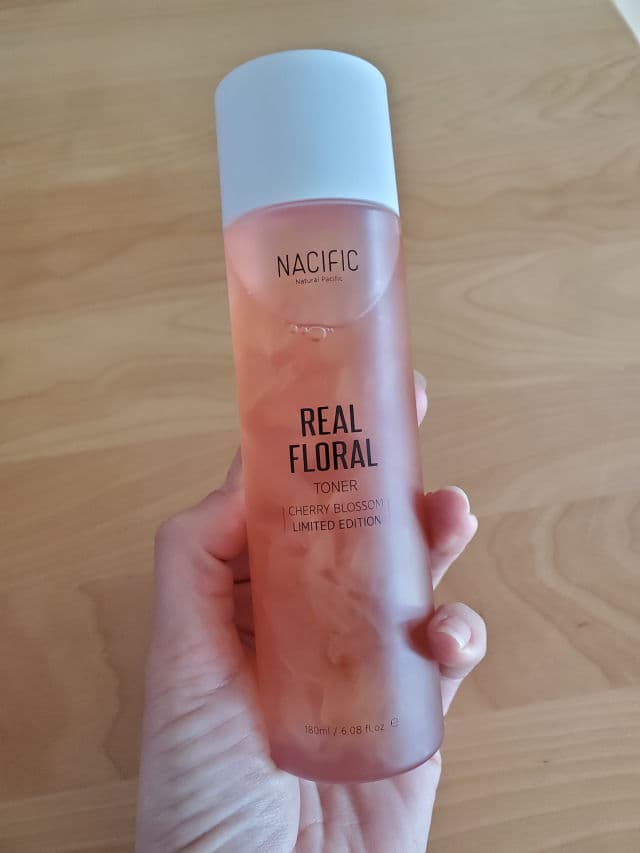 NACIFIC
Natural Pacific
REAL
FLORAL
TONER
CHERRY BLOSSOM
LIMITED EDITION
180ml / 6.08 fl.oz ℮